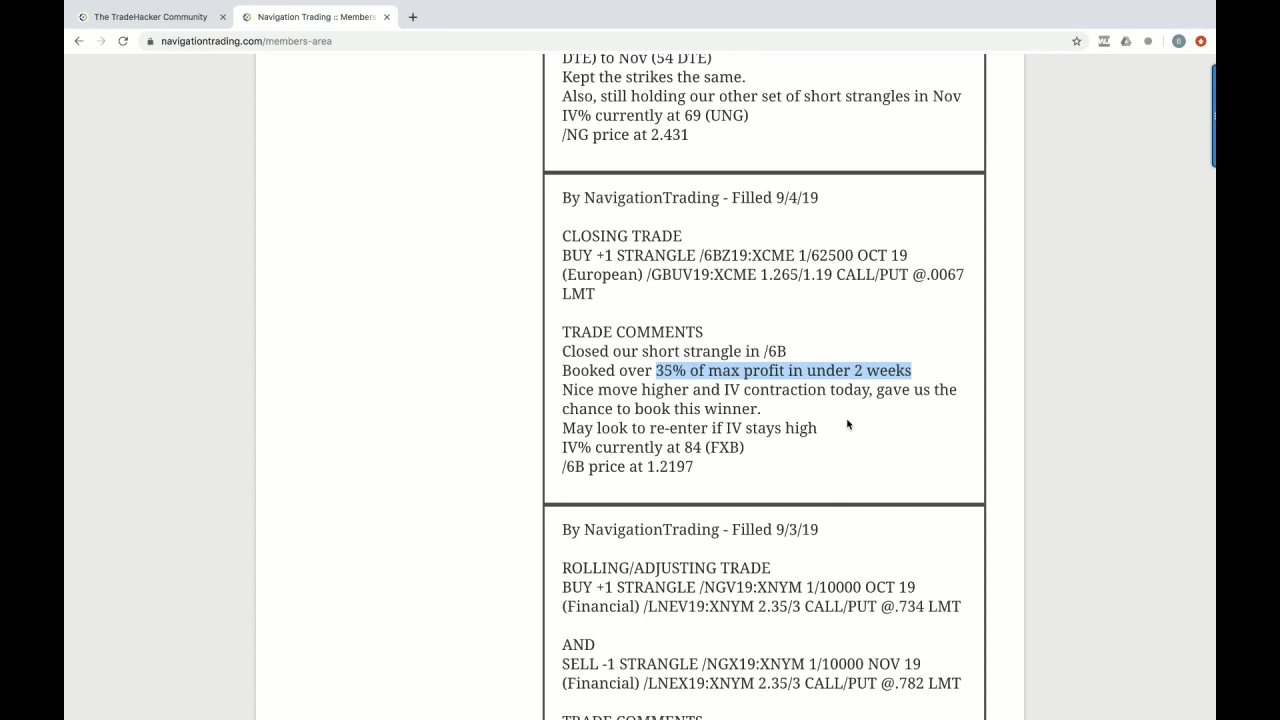 The TradeHacker Community
Navigation Trading :: Members
navigationtrading.com/members-area
DTE) to Nov (54 DTE)
Kept the strikes the same.
Also, still holding our other set of short strangles in Nov
IV% currently at 69 (UNG)
/NG price at 2.431
By NavigationTrading - Filled 9/4/19
CLOSING TRADE
BUY +1 STRANGLE /6BZ19:XCME 1/62500 OCT 19
(European) /GBUV19:XCME 1.265/1.19 CALL/PUT @.0067
LMT
TRADE COMMENTS
Closed our short strangle in /6B
Booked over 35% of max profit in under 2 weeks
Nice move higher and IV contraction today, gave us the
chance to book this winner.
May look to re-enter if IV stays high
IV% currently at 84 (FXB)
/6B price at 1.2197
By NavigationTrading - Filled 9/3/19
ROLLING/ADJUSTING TRADE
BUY +1 STRANGLE /NGV19:XNYM 1/10000 OCT 19
(Financial) /LNEV19:XNYM 2.35/3 CALL/PUT @.734 LMT
AND
SELL -1 STRANGLE /NGX19:XNYM 1/10000 NOV 19
(Financial) /LNEX19:XNYM 2.35/3 CALL/PUT @.782 LMT
TRADE COMMENTS